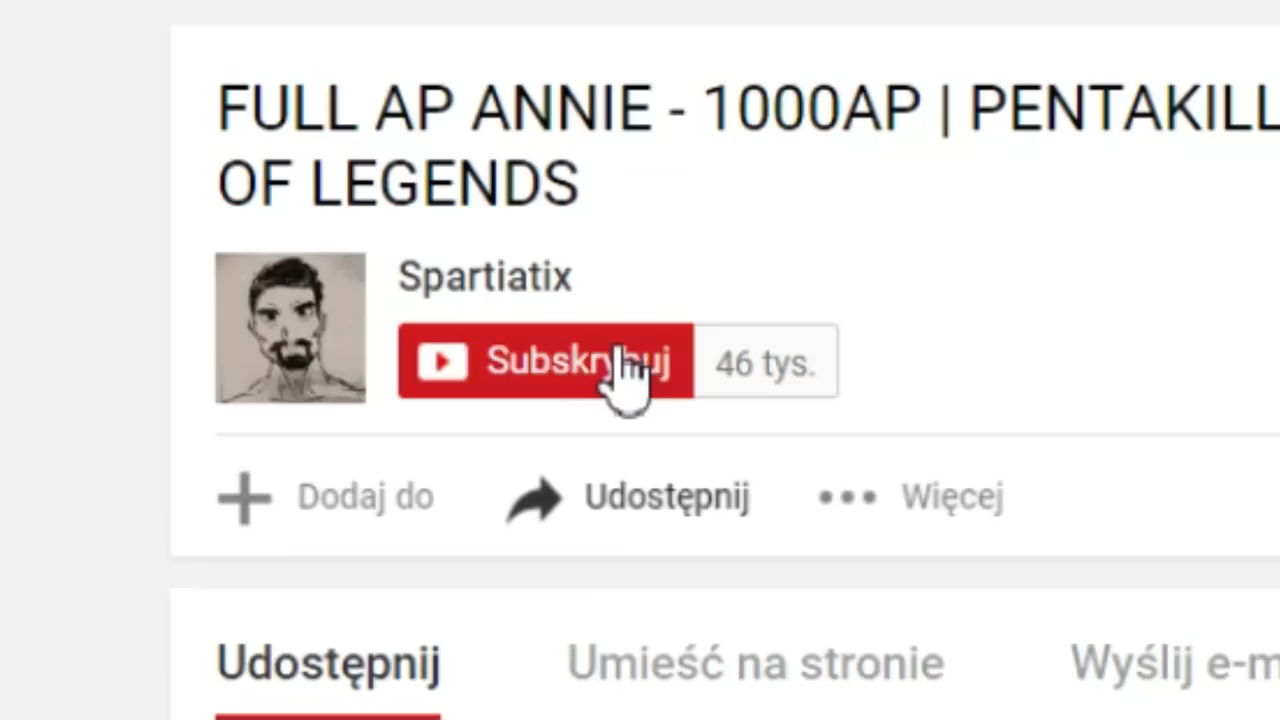 FULL AP ANNIE - 1000AP | PENTAKILL
OF LEGENDS
Spartiatix
Subskrybuj 46 tys.
Dodaj do Udostępnij Więcej
Udostępnij Umieść na stronie Wyślij e-m